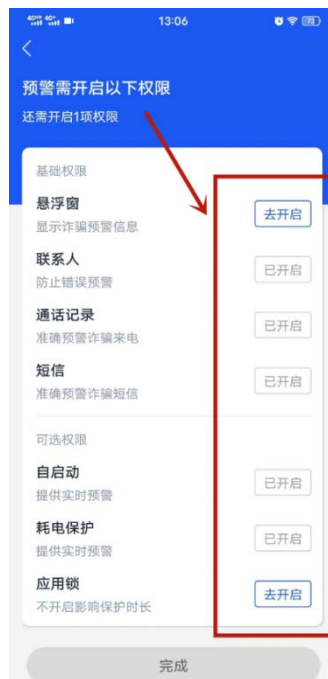 13:06
预警需开启以下权限
还需开启1项权限
基础权限
悬浮窗
去开启
显示诈骗预警信息
联系人
已开启
防止错误预警
通话记录
已开启
准确预警诈骗来电
短信
已开启
准确预警诈骗短信
可选权限
自启动
已开启
提供实时预警
耗电保护
已开启
提供实时预警
应用锁
去开启
不开启影响保护时长
完成